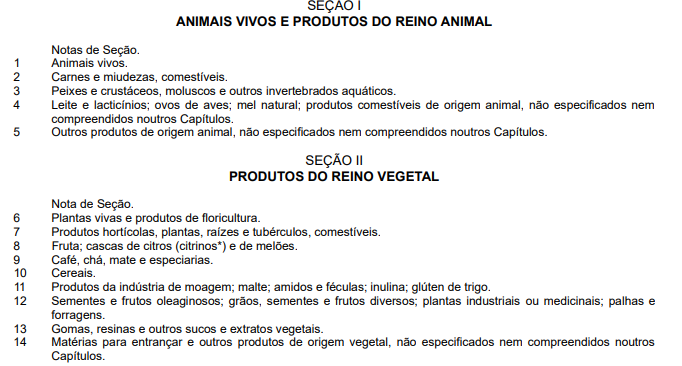 SEÇÃO I
ANIMAIS VIVOS E PRODUTOS DO REINO ANIMAL
Notas de Seção.
1 Animais vivos.
2 Carnes e miudezas, comestíveis.
3 Peixes e crustáceos, moluscos e outros invertebrados aquáticos.
4 Leite e lacticínios; ovos de aves; mel natural; produtos comestíveis de origem animal, não especificados nem
compreendidos noutros Capítulos.
5 Outros produtos de origem animal, não especificados nem compreendidos noutros Capítulos.
SEÇÃO II
PRODUTOS DO REINO VEGETAL
Nota de Seção.
6 Plantas vivas e produtos de floricultura.
7 Produtos hortícolas, plantas, raízes e tubérculos, comestíveis.
8 Fruta; cascas de citros (citrinos*) e de melões.
9 Café, chá, mate e especiarias.
10 Cereais.
11 Produtos da indústria de moagem; malte; amidos e féculas; inulina; glúten de trigo.
12 Sementes e frutos oleaginosos; grãos, sementes e frutos diversos; plantas industriais ou medicinais; palhas e
forragens.
13 Gomas, resinas e outros sucos e extratos vegetais.
14 Matérias para entrançar e outros produtos de origem vegetal, não especificados nem compreendidos noutros
Capítulos.